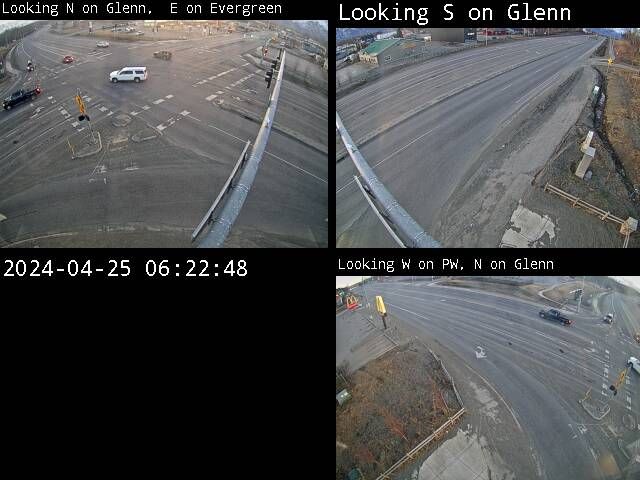 Looking N on Glenn,  E on Evergreen
Looking S on Glenn
2024-04-25 06:22:48
Looking W on PW, N on Glenn